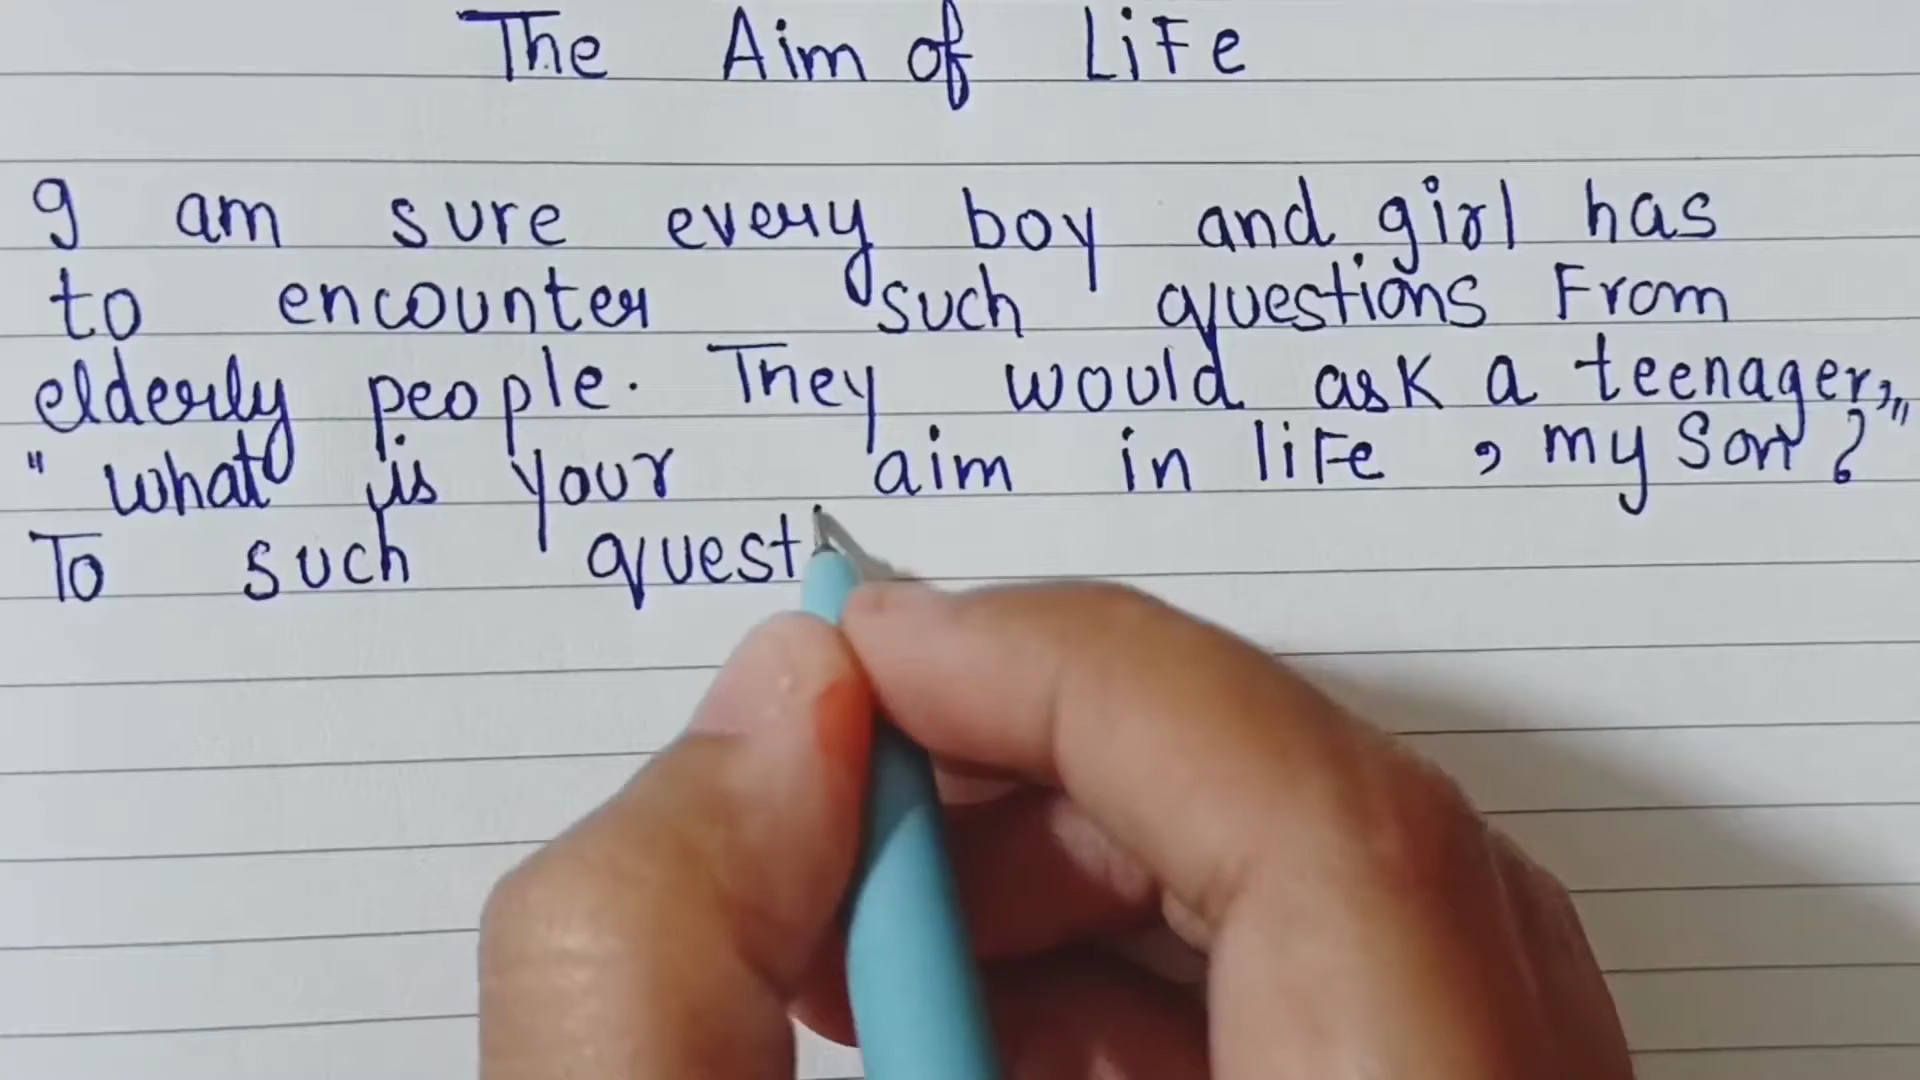 The Aim of Life
I am sure every boy and girl has
to encounter such questions From
elderly people. They would ask a teenager,
"what is your aim in life, my Son?"
To such quest